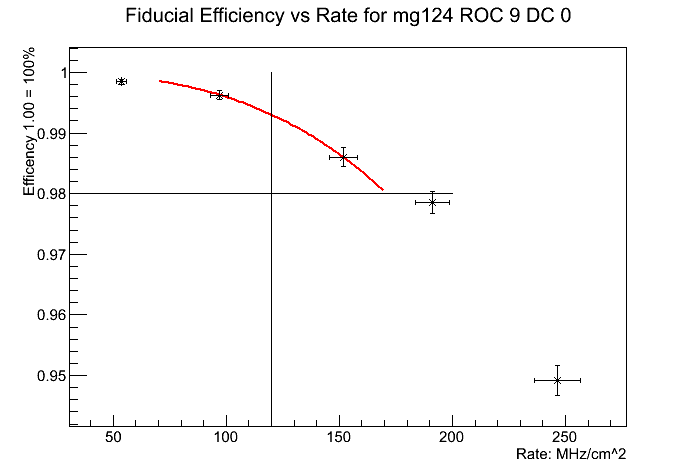 Fiducial Efficiency vs Rate for mg124 ROC 9 DC 0
Efficency 1.00 = 100%
1
0.99
0.98
0.97
0.96
0.95
50 100 150 200 250
Rate: MHz/cm^2